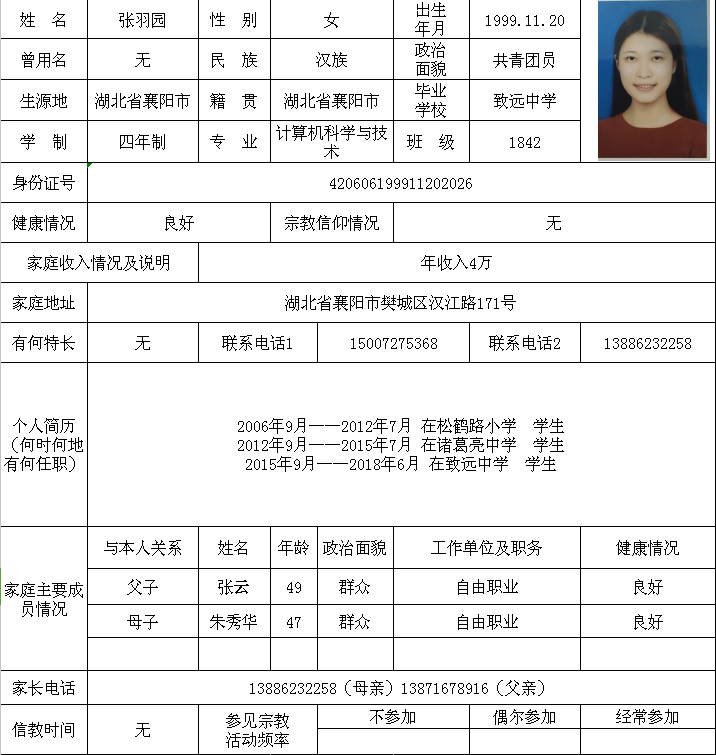 姓 名 张羽园 性 别 女 出生年月 1999.11.20
曾用名 无 民 族 汉族 政治面貌 共青团员
生源地 湖北省襄阳市 籍 贯 湖北省襄阳市 毕业学校 致远中学
学 制 四年制 专 业 计算机科学与技术 班 级 1842
身份证号 420606199911202026
健康情况 良好 宗教信仰情况 无
家庭收入情况及说明 年收入4万
家庭地址 湖北省襄阳市樊城区汉江路171号
有何特长 无 联系电话1 15007275368 联系电话2 13886232258
个人简历（何时何地有何任职）
2006年9月——2012年7月 在松鹤路小学 学生
2012年9月——2015年7月 在诸葛亮中学 学生
2015年9月——2018年6月 在致远中学 学生
家庭主要成员情况
与本人关系 姓名 年龄 政治面貌 工作单位及职务 健康情况
父子 张云 49 群众 自由职业 良好
母子 朱秀华 47 群众 自由职业 良好
家长电话 13886232258（母亲）13871678916（父亲）
信教时间 无 参见宗教活动频率 不参加 偶尔参加 经常参加